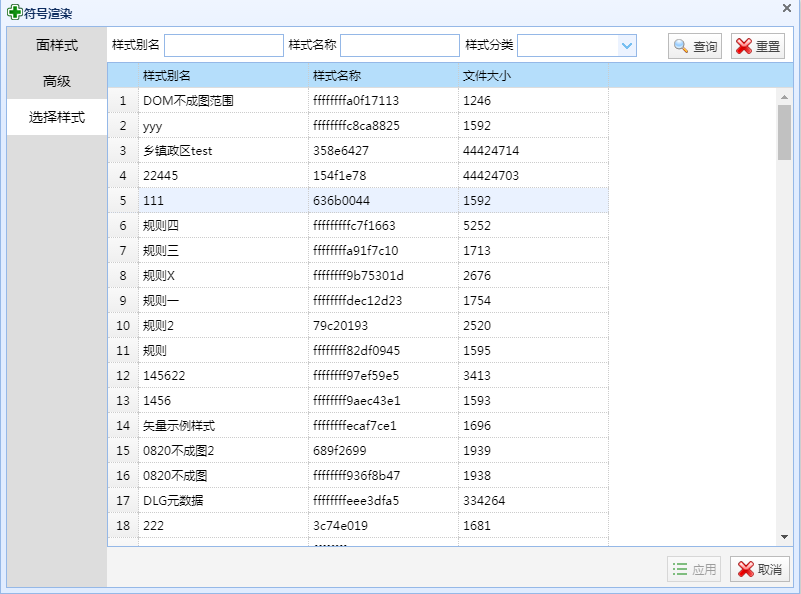 符号渲染
面样式
高级
选择样式
样式别名 样式名称 样式分类 查询 重置
样式别名 样式名称 文件大小
1 DOM不成图范围 ffffffffa0f17113 1246
2 yyy ffffffffc8ca8825 1592
3 乡镇政区test 358e6427 44424714
4 22445 154f1e78 44424703
5 111 636b0044 1592
6 规则四 fffffffffc7f1663 5252
7 规则三 ffffffffa91f7c10 1713
8 规则X ffffffff9b75301d 2676
9 规则一 ffffffffdec12d23 1754
10 规则2 79c20193 2520
11 规则 ffffffff82df0945 1595
12 145622 ffffffff97ef59e5 3413
13 1456 ffffffff9aec43e1 1593
14 矢量示例样式 ffffffffecaf7ce1 1696
15 0820不成图2 689f2699 1939
16 0820不成图 ffffffff936f8b47 1938
17 DLG元数据 ffffffffeee3dfa5 334264
18 222 3c74e019 1681
应用 取消